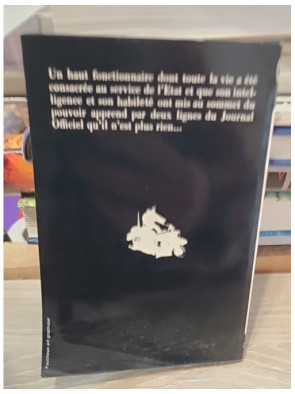 Un haut fonctionnaire dont toute la vie a été
consacrée au service de l'Etat et que son intel-
ligence et son habileté ont mis au sommet du
pouvoir apprend par deux lignes du Journal
Officiel qu'il n'est plus rien...